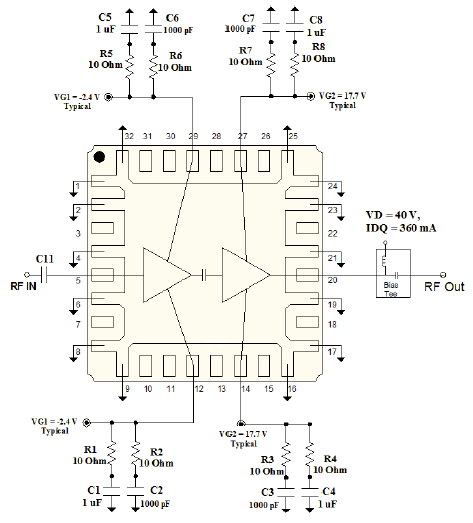 C5
1 uF
C6
1000 pF
C7
1000 pF
C8
1 uF
R5
10 Ohm
R6
10 Ohm
R7
10 Ohm
R8
10 Ohm
VG1 = -2.4 V
Typical
VG2 = 17.7 V
Typical
32 31 30 29 28 27 26 25
1
2
3
4
5
6
7
8
24
23
22
21
20
19
18
17
VD = 40 V,
IDQ = 360 mA
C11
RF IN
Bias
Tee
RF Out
9 10 11 12 13 14 15 16
VG1 = -2.4 V
Typical
VG2 = 17.7 V
Typical
R1
10 Ohm
R2
10 Ohm
R3
10 Ohm
R4
10 Ohm
C1
1 uF
C2
1000 pF
C3
1000 pF
C4
1 uF